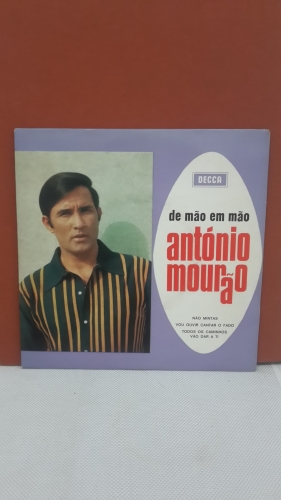 DECCA
de mão em mão
antónio
mourão
NÃO MINTAS
VOU OUVIR CANTAR O FADO
TODOS OS CAMINHOS
VÃO DAR A TI